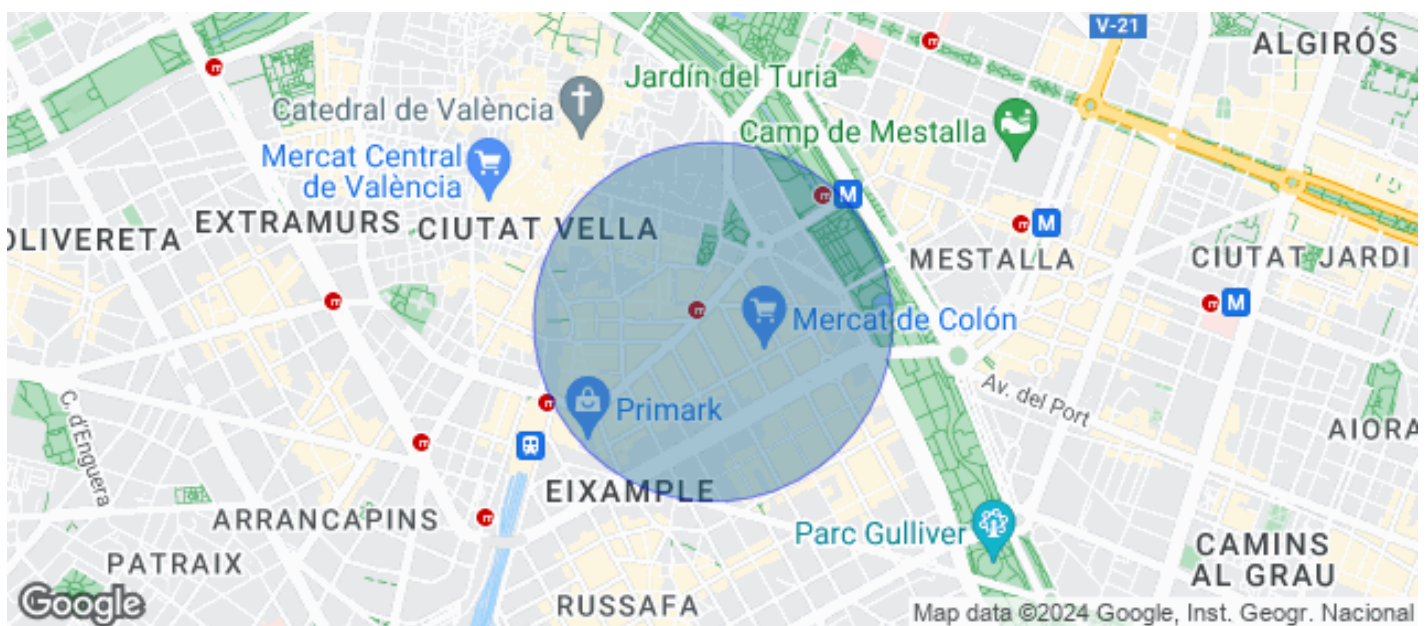 V-21
ALGIRÓS
Jardín del Turia
Catedral de València
Camp de Mestalla
Mercat Central
de València
M
M
EXTRAMURS
CIUTAT VELLA
OLIVERETA
MESTALLA
CIUTAT JARDI
M
Mercat de Colón
Av. del Port
C. d'Enguera
Primark
AIORA
EIXAMPLE
ARRANCAPINS
Parc Gulliver
CAMINS
AL GRAU
PATRAIX
RUSSAFA
Google
Map data ©2024 Google, Inst. Geogr. Nacional